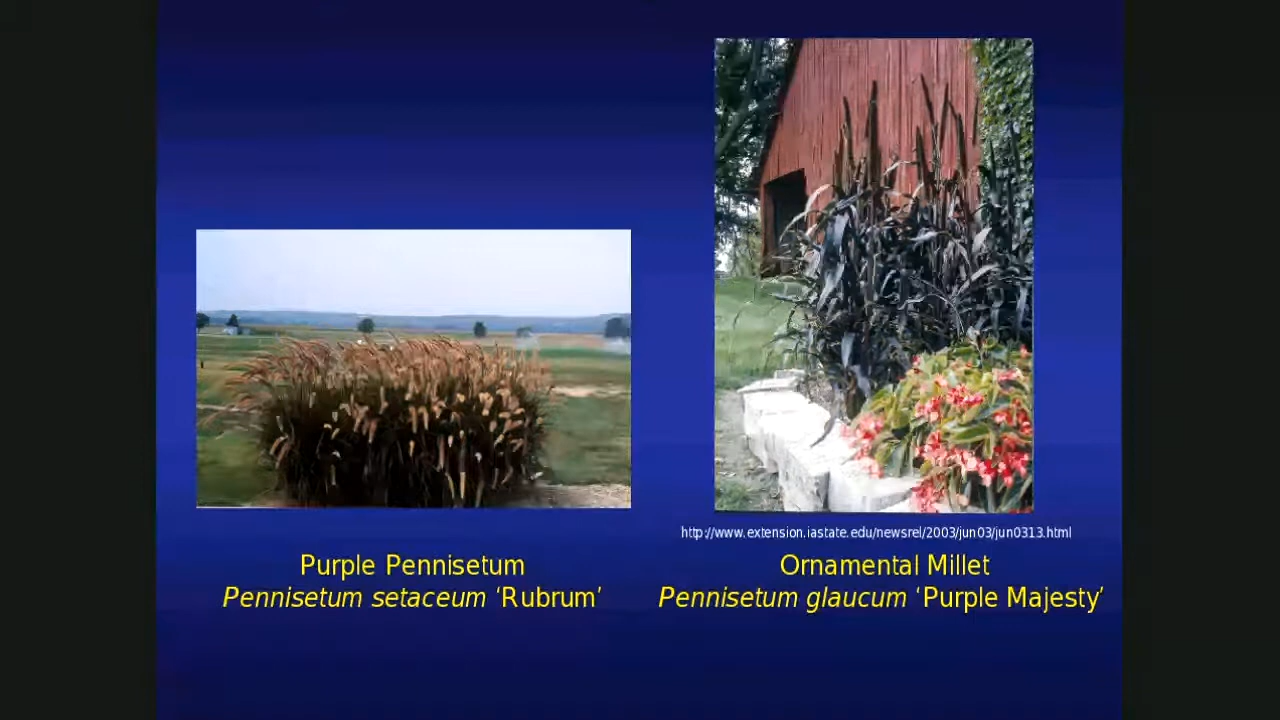 http://www.extension.iastate.edu/newsrel/2003/jun03/jun0313.html
Purple Pennisetum
Pennisetum setaceum ‘Rubrum’
Ornamental Millet
Pennisetum glaucum ‘Purple Majesty’